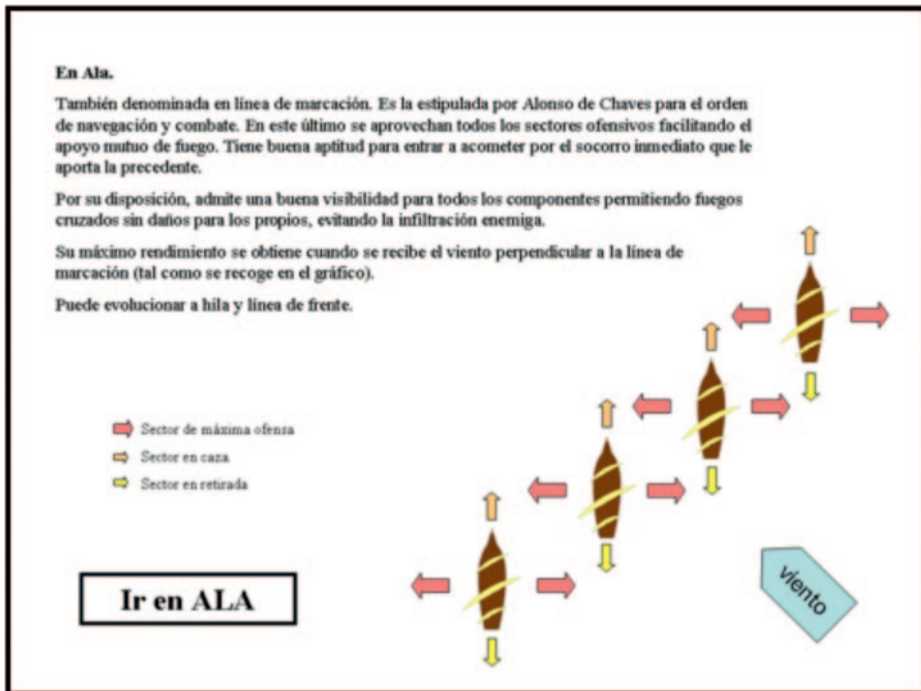 En Ala.
También denominada en línea de marcación. Es la estipulada por Alonso de Chaves para el orden
de navegación y combate. En este último se aprovechan todos los sectores ofensivos facilitando el
apoyo mutuo de fuego. Tiene buena aptitud para entrar a acometer por el socorro inmediato que le
aporta la precedente.
Por su disposición, admite una buena visibilidad para todos los componentes permitiendo fuegos
cruzados sin daños para los propios, evitando la infiltración enemiga.
Su máximo rendimiento se obtiene cuando se recibe el viento perpendicular a la línea de
marcación (tal como se recoge en el gráfico).
Puede evolucionar a hila y línea de frente.
Sector de máxima ofensa
Sector en caza
Sector en retirada
Ir en ALA
viento